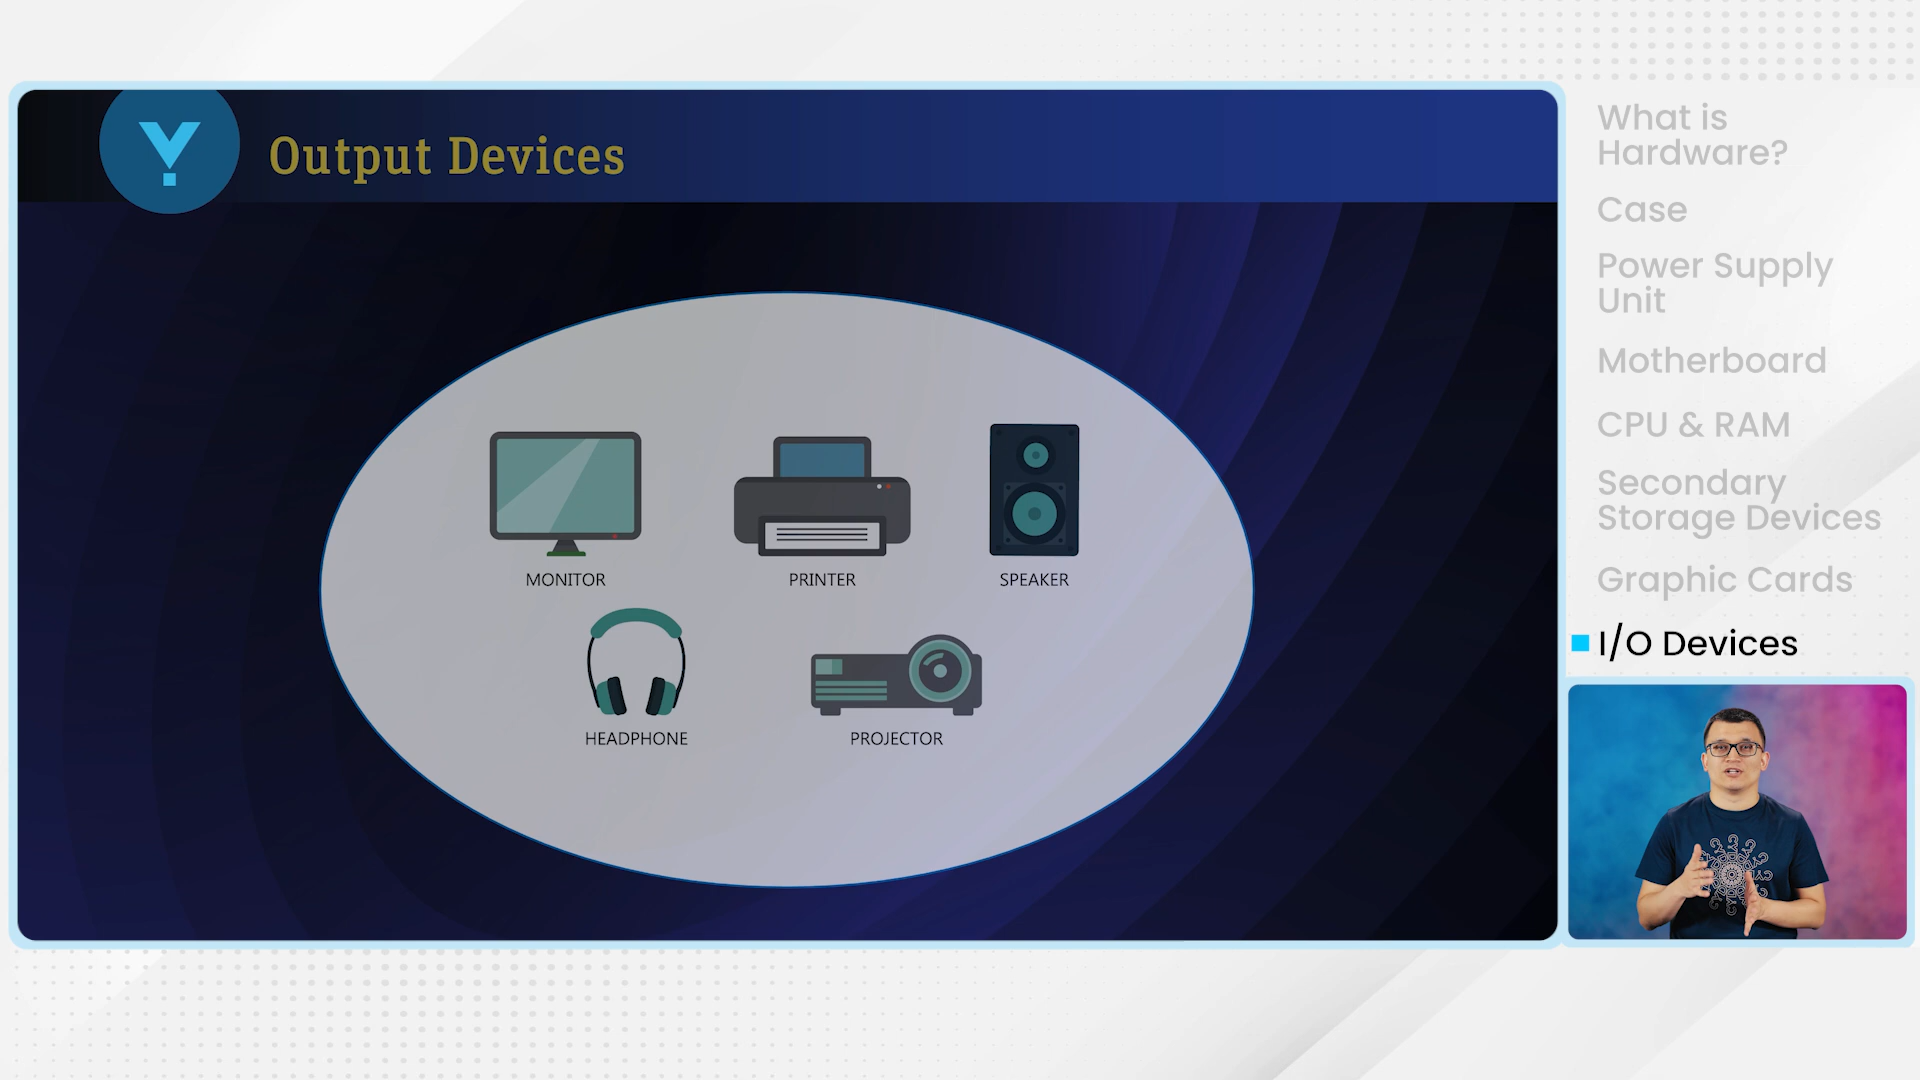 Output Devices
MONITOR
PRINTER
SPEAKER
HEADPHONE
PROJECTOR
What is
Hardware?
Case
Power Supply
Unit
Motherboard
CPU & RAM
Secondary
Storage Devices
Graphic Cards
I/O Devices